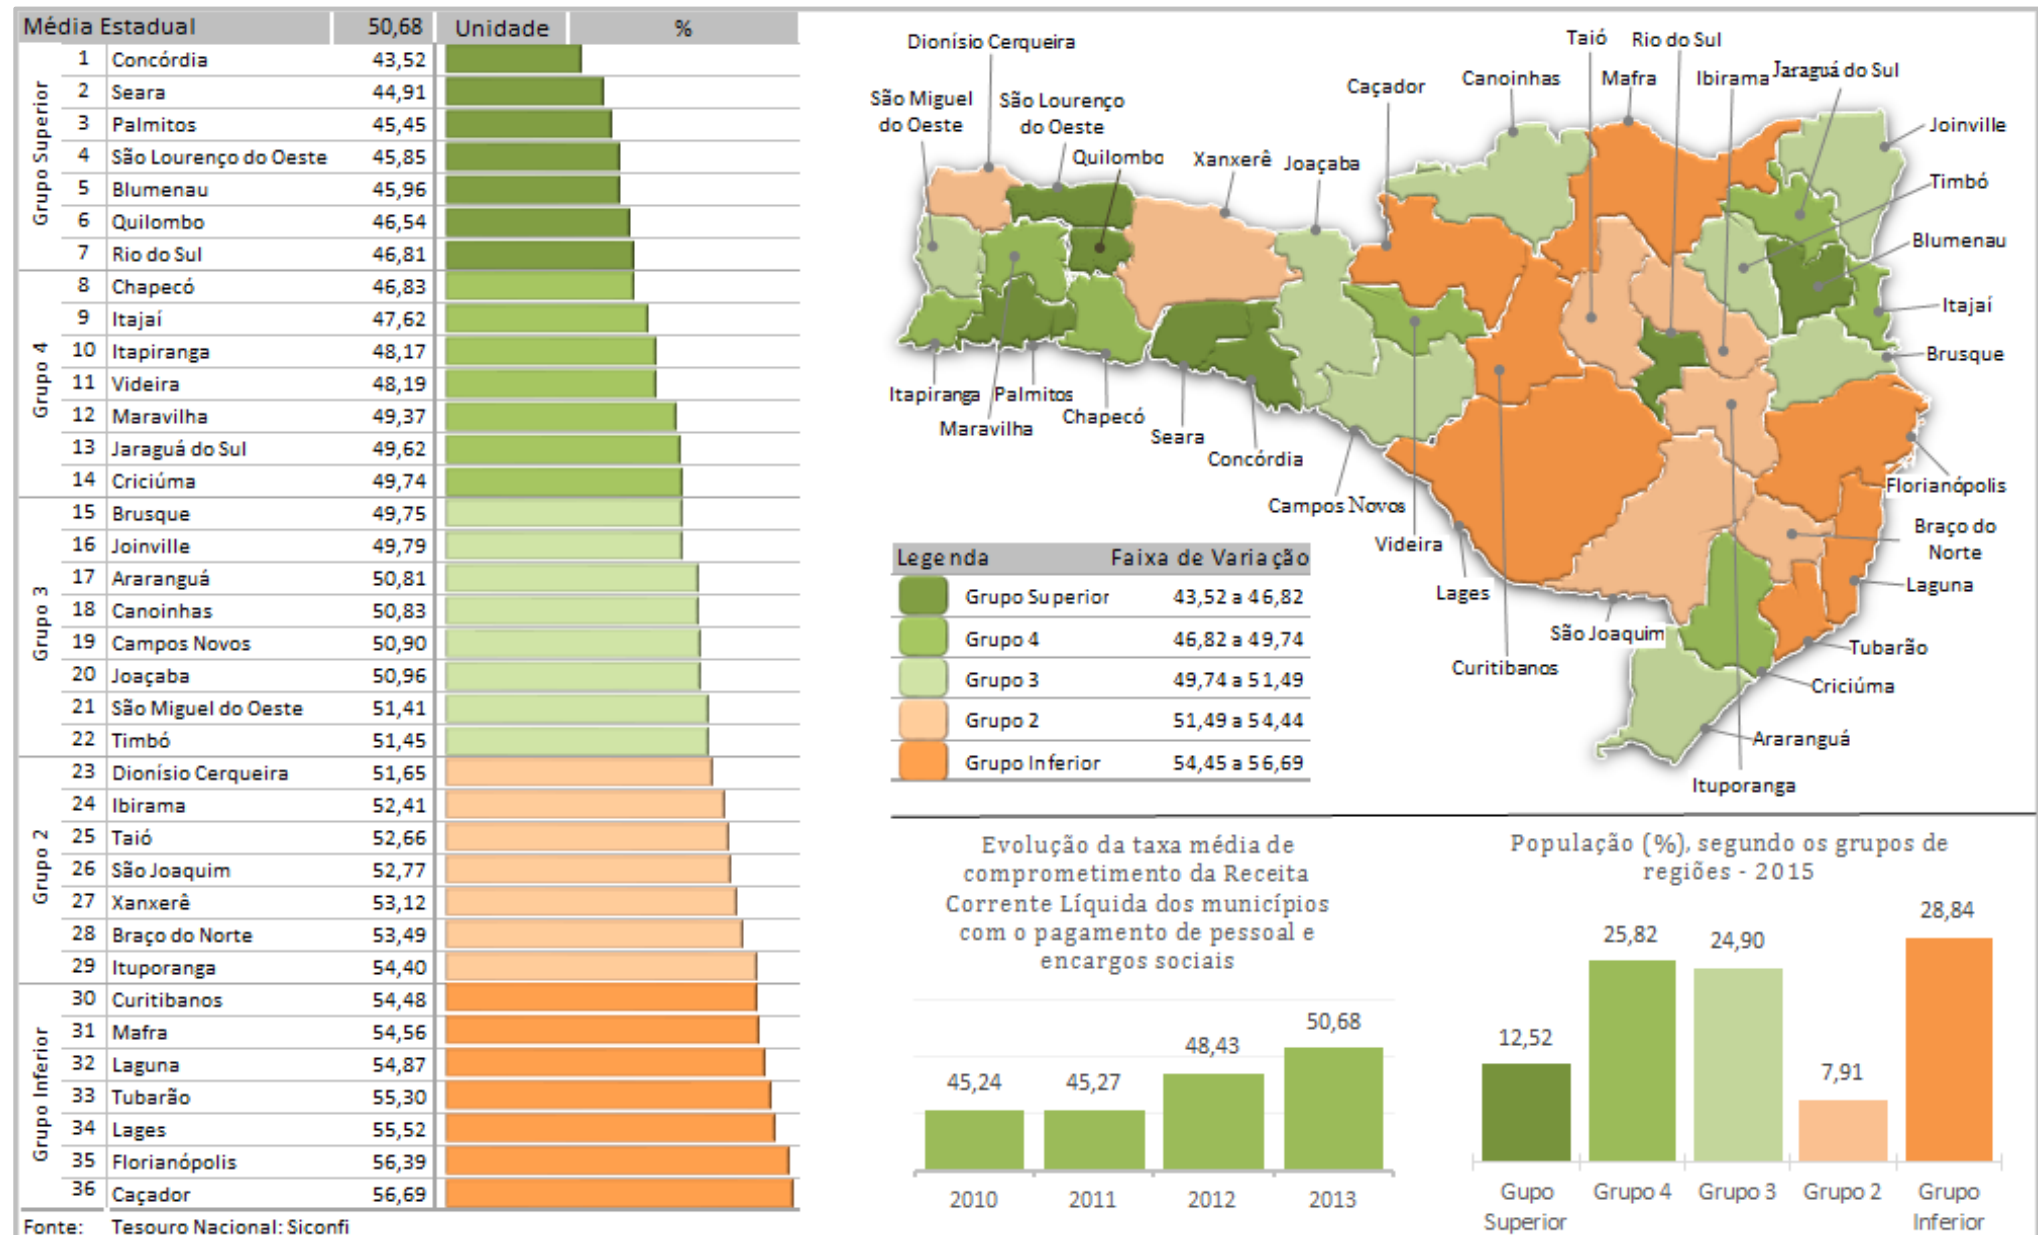 Média Estadual 50,68 Unidade %
Grupo Superior
1 Concórdia 43,52
2 Seara 44,91
3 Palmitos 45,45
4 São Lourenço do Oeste 45,85
5 Blumenau 45,96
6 Quilombo 46,54
7 Rio do Sul 46,81
Grupo 4
8 Chapecó 46,83
9 Itajaí 47,62
10 Itapiranga 48,17
11 Videira 48,19
12 Maravilha 49,37
13 Jaraguá do Sul 49,62
14 Criciúma 49,74
Grupo 3
15 Brusque 49,75
16 Joinville 49,79
17 Araranguá 50,81
18 Canoinhas 50,83
19 Campos Novos 50,90
20 Joaçaba 50,96
21 São Miguel do Oeste 51,41
22 Timbó 51,45
Grupo 2
23 Dionísio Cerqueira 51,65
24 Ibirama 52,41
25 Taió 52,66
26 São Joaquim 52,77
27 Xanxerê 53,12
28 Braço do Norte 53,49
29 Ituporanga 54,40
Grupo Inferior
30 Curitibanos 54,48
31 Mafra 54,56
32 Laguna 54,87
33 Tubarão 55,30
34 Lages 55,52
35 Florianópolis 56,39
36 Caçador 56,69
Fonte: Tesouro Nacional: Siconfi
Dionísio Cerqueira
São Miguel
do Oeste
São Lourenço
do Oeste
Quilombo
Xanxerê
Joaçaba
Caçador
Canoinhas
Taió
Mafra
Rio do Sul
Ibirama
Jaraguá do Sul
Joinville
Timbó
Blumenau
Itajaí
Brusque
Florianópolis
Braço do
Norte
Laguna
Tubarão
Criciúma
Araranguá
Ituporanga
São Joaquim
Curitibanos
Lages
Videira
Campos Novos
Concórdia
Seara
Chapecó
Maravilha
Palmitos
Itapiranga
Legenda Faixa de Variação
Grupo Superior 43,52 a 46,82
Grupo 4 46,82 a 49,74
Grupo 3 49,74 a 51,49
Grupo 2 51,49 a 54,44
Grupo Inferior 54,45 a 56,69
Evolução da taxa média de
comprometimento da Receita
Corrente Líquida dos municípios
com o pagamento de pessoal e
encargos sociais
45,24 45,27 48,43 50,68
2010 2011 2012 2013
População (%), segundo os grupos de
regiões - 2015
12,52 25,82 24,90 7,91 28,84
Gupo
Superior
Grupo 4
Grupo 3
Grupo 2
Grupo
Inferior